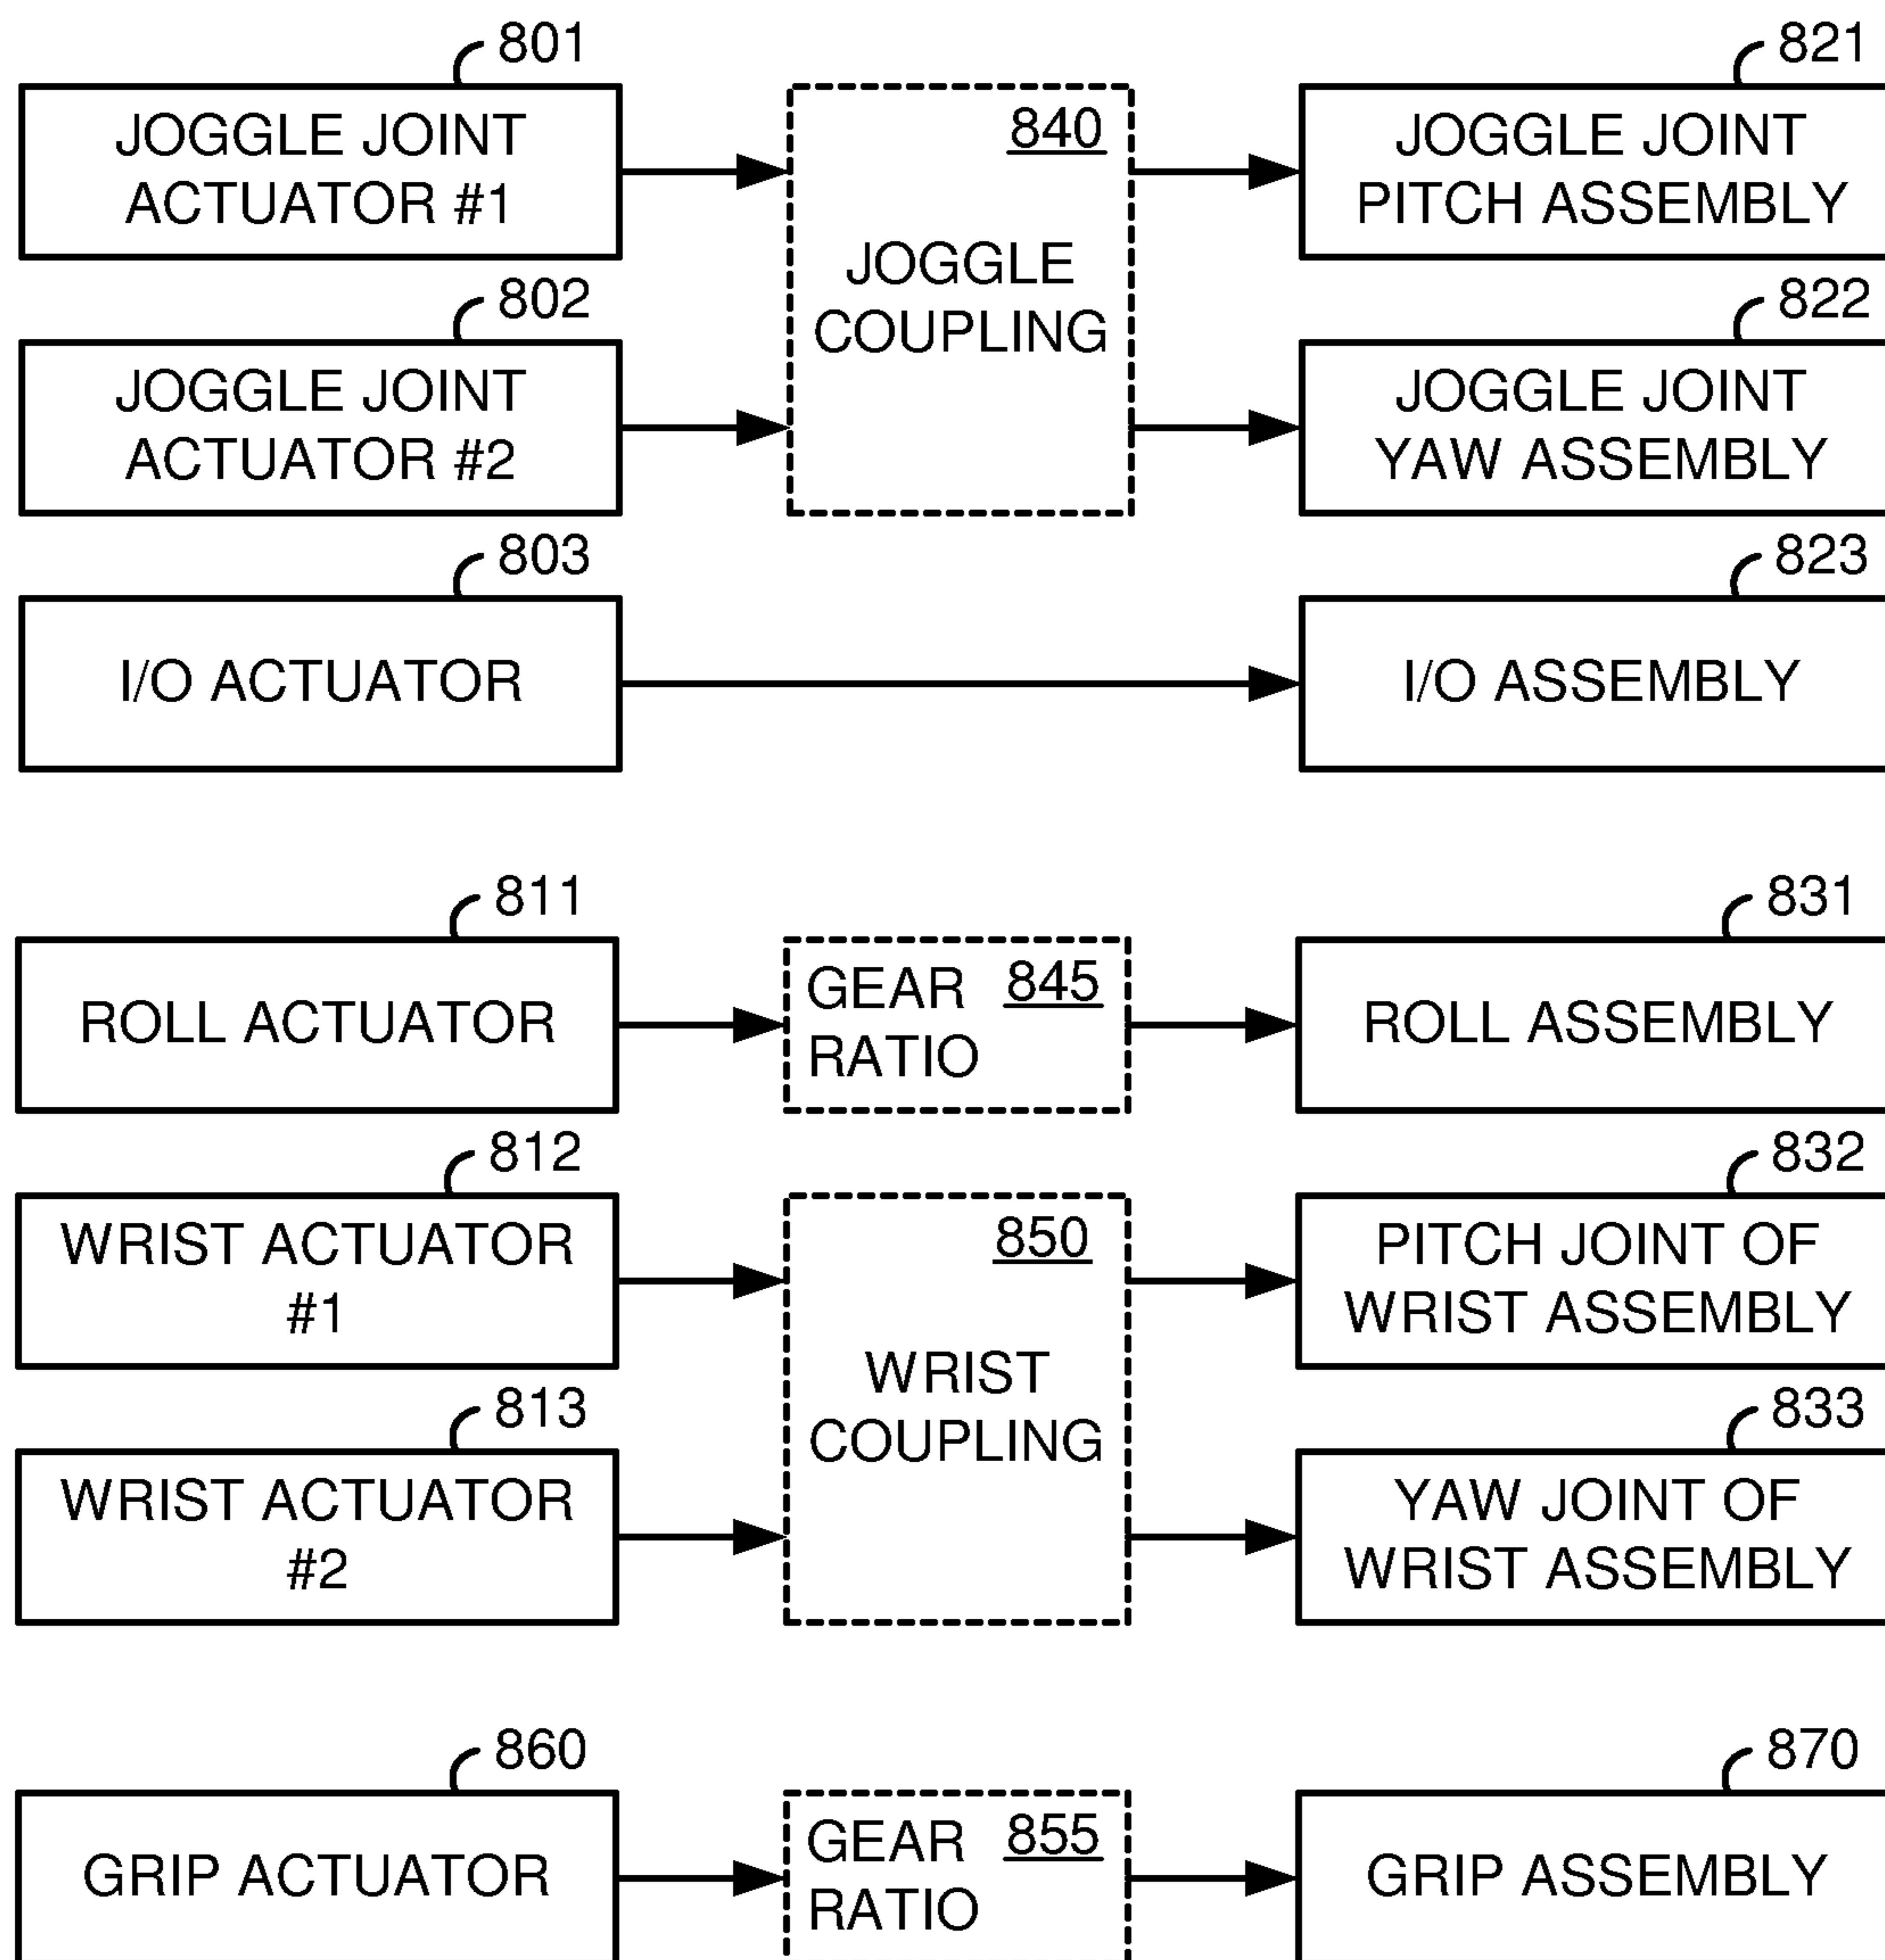 801
821
JOGGLE JOINT
ACTUATOR #1
840
JOGGLE
COUPLING
JOGGLE JOINT
PITCH ASSEMBLY
802
822
JOGGLE JOINT
ACTUATOR #2
JOGGLE JOINT
YAW ASSEMBLY
803
823
I/O ACTUATOR
I/O ASSEMBLY
811
831
ROLL ACTUATOR
GEAR 845
RATIO
ROLL ASSEMBLY
812
832
WRIST ACTUATOR
#1
850
WRIST
COUPLING
PITCH JOINT OF
WRIST ASSEMBLY
813
833
WRIST ACTUATOR
#2
YAW JOINT OF
WRIST ASSEMBLY
860
870
GRIP ACTUATOR
GEAR 855
RATIO
GRIP ASSEMBLY